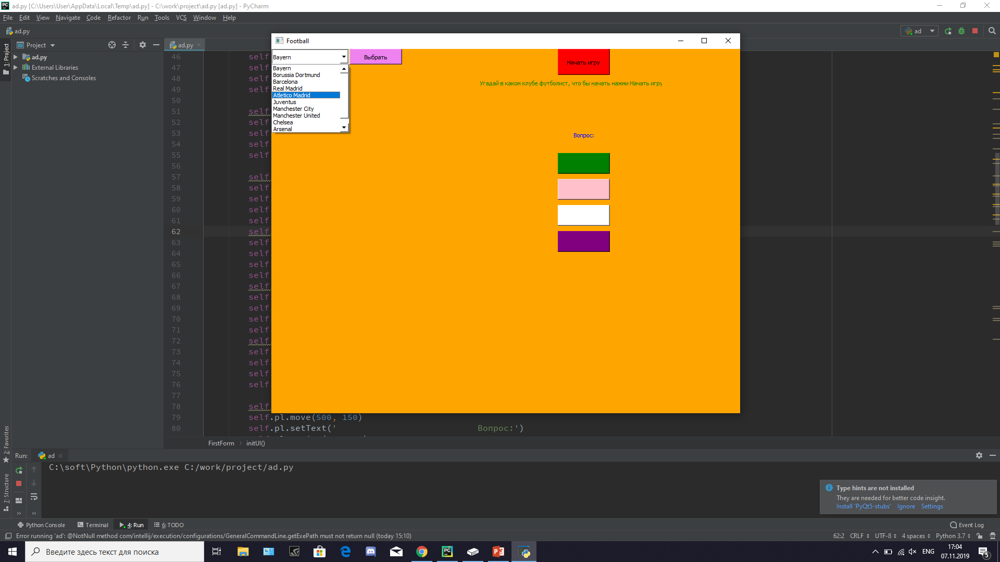 ad.py [C:\Users\User\AppData\Local\Temp\ad.py] - C:\work\project\ad.py [ad.py] - PyCharm
File Edit View Navigate Code Refactor Run Tools VCS Window Help
ad.py
ad
Project
ad.py
1: Project
ad.py
External Libraries
Scratches and Consoles
Football
Bayern
Выбрать
Начать игру
Угадай в каком клубе футболист, что бы начать нажми Начать игру
Bayern
Borussia Dortmund
Barcelona
Real Madrid
Atletico Madrid
Juventus
Manchester City
Manchester United
Chelsea
Arsenal
Вопрос:
46 self
47 self
48 self
49 self
50
51 self
52 self
53 self
54 self
55 self
56
57 self
58 self
59 self
60 self
61 self
62 self
63 self
64 self
65 self
66 self
67 self
68 self
69 self
70 self
71 self
72 self
73 self
74 self
75 self
76 self
77
78 self
79 self.pl.move(500, 150)
80 self.pl.setText(' Вопрос:')
FirstForm › initUI()
2: Favorites
7: Structure
Run: ad
C:\soft\Python\python.exe C:/work/project/ad.py
Type hints are not installed
They are needed for better code insight.
Install 'PyQt5-stubs' Ignore Settings
Python Console Terminal 4: Run 6: TODO Event Log
Error running 'ad': @NotNull method com/intellij/execution/configurations/GeneralCommandLine.getExePath must not return null (today 15:10)
62:2 CRLF UTF-8 4 spaces Python 3.7
Введите здесь текст для поиска
ENG
17:04
07.11.2019
5